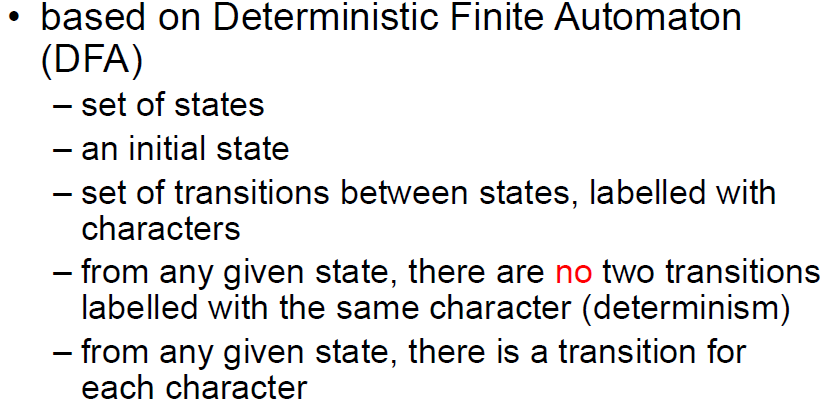 • based on Deterministic Finite Automaton
(DFA)
– set of states
– an initial state
– set of transitions between states, labelled with
characters
– from any given state, there are no two transitions
labelled with the same character (determinism)
– from any given state, there is a transition for
each character